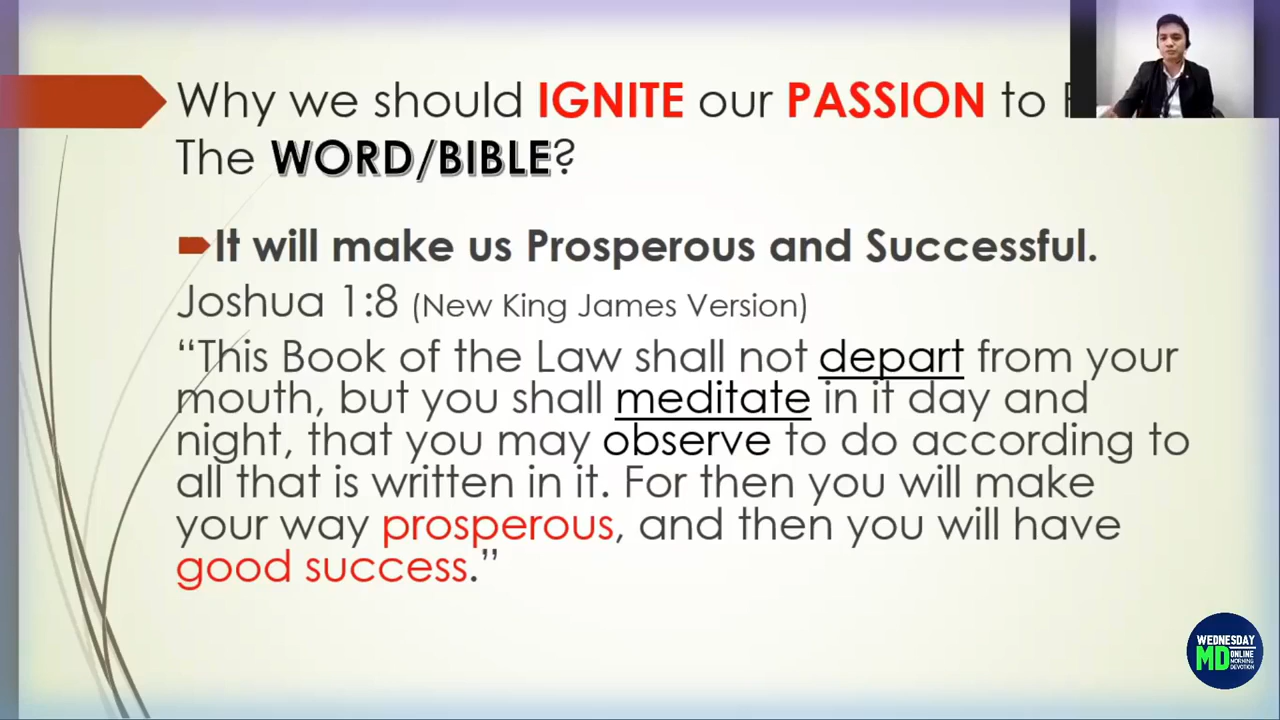 Why we should IGNITE our PASSION to
The WORD/BIBLE?
It will make us Prosperous and Successful.
Joshua 1:8 (New King James Version)
“This Book of the Law shall not depart from your
mouth, but you shall meditate in it day and
night, that you may observe to do according to
all that is written in it. For then you will make
your way prosperous, and then you will have
good success.”
WEDNESDAY
MD ONLINE
MORNING
DEVOTION